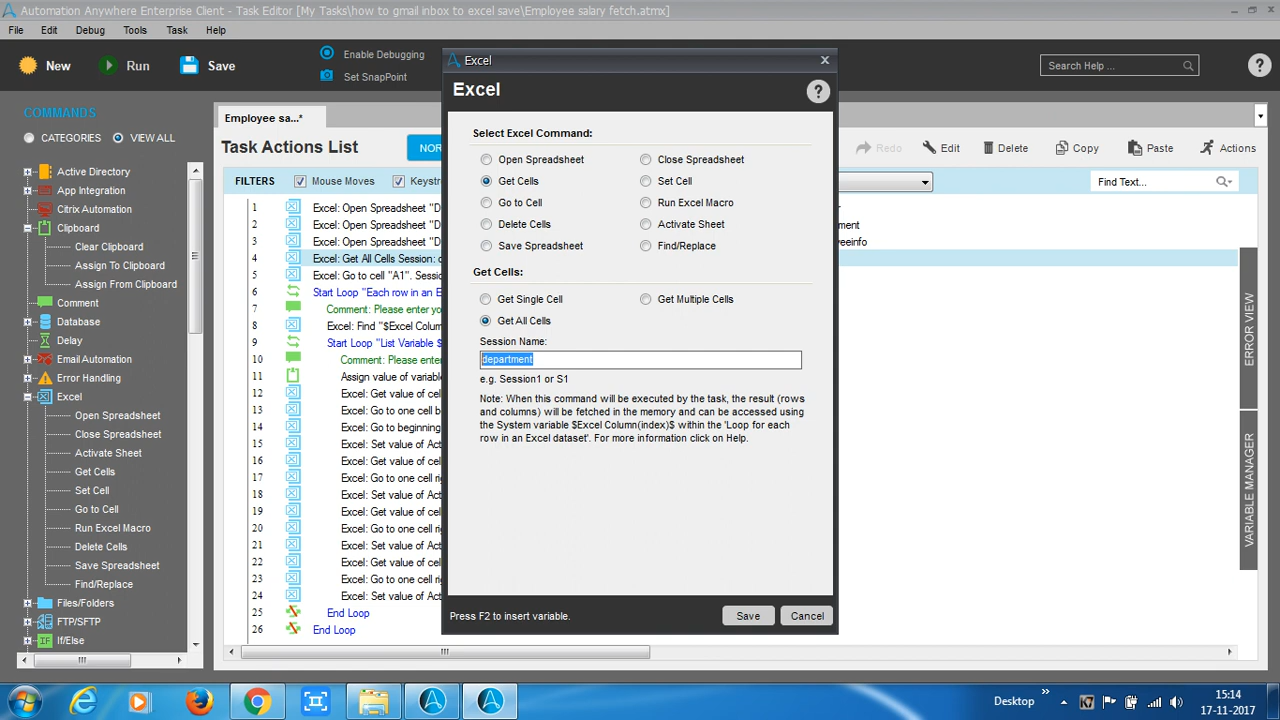 Automation Anywhere Enterprise Client - Task Editor [My Tasks\how to gmail inbox to excel save\Employee salary fetch.atmx]
File Edit Debug Tools Task Help
New Run Save
Enable Debugging
Set SnapPoint
Search Help ...
COMMANDS
CATEGORIES VIEW ALL
Active Directory
App Integration
Citrix Automation
Clipboard
Clear Clipboard
Assign To Clipboard
Assign From Clipboard
Comment
Database
Delay
Email Automation
Error Handling
Excel
Open Spreadsheet
Close Spreadsheet
Activate Sheet
Get Cells
Set Cell
Go to Cell
Run Excel Macro
Delete Cells
Save Spreadsheet
Find/Replace
Files/Folders
FTP/SFTP
If/Else
Employee sa...*
Task Actions List
NOR
Redo Edit Delete Copy Paste Actions
FILTERS Mouse Moves Keystr
Find Text...
1 Excel: Open Spreadsheet "D
2 Excel: Open Spreadsheet "D ment
3 Excel: Open Spreadsheet "D eeinfo
4 Excel: Get All Cells Session: d
5 Excel: Go to cell "A1". Sessio
6 Start Loop "Each row in an E
7 Comment: Please enter yo
8 Excel: Find "$Excel Colum
9 Start Loop "List Variable $
10 Comment: Please enter
11 Assign value of variabl
12 Excel: Get value of cel
13 Excel: Go to one cell be
14 Excel: Go to beginning
15 Excel: Set value of Act
16 Excel: Get value of cel
17 Excel: Go to one cell rig
18 Excel: Set value of Act
19 Excel: Get value of cel
20 Excel: Go to one cell rig
21 Excel: Set value of Act
22 Excel: Get value of cel
23 Excel: Go to one cell rig
24 Excel: Set value of Act
25 End Loop
26 End Loop
ERROR VIEW
VARIABLE MANAGER
Excel
Excel
Select Excel Command:
Open Spreadsheet Close Spreadsheet
Get Cells Set Cell
Go to Cell Run Excel Macro
Delete Cells Activate Sheet
Save Spreadsheet Find/Replace
Get Cells:
Get Single Cell Get Multiple Cells
Get All Cells
Session Name:
department
e.g. Session1 or S1
Note: When this command will be executed by the task, the result (rows
and columns) will be fetched in the memory and can be accessed using
the System variable $Excel Column(index)$ within the 'Loop for each
row in an Excel dataset'. For more information click on Help.
Press F2 to insert variable. Save Cancel
Desktop
15:14
17-11-2017